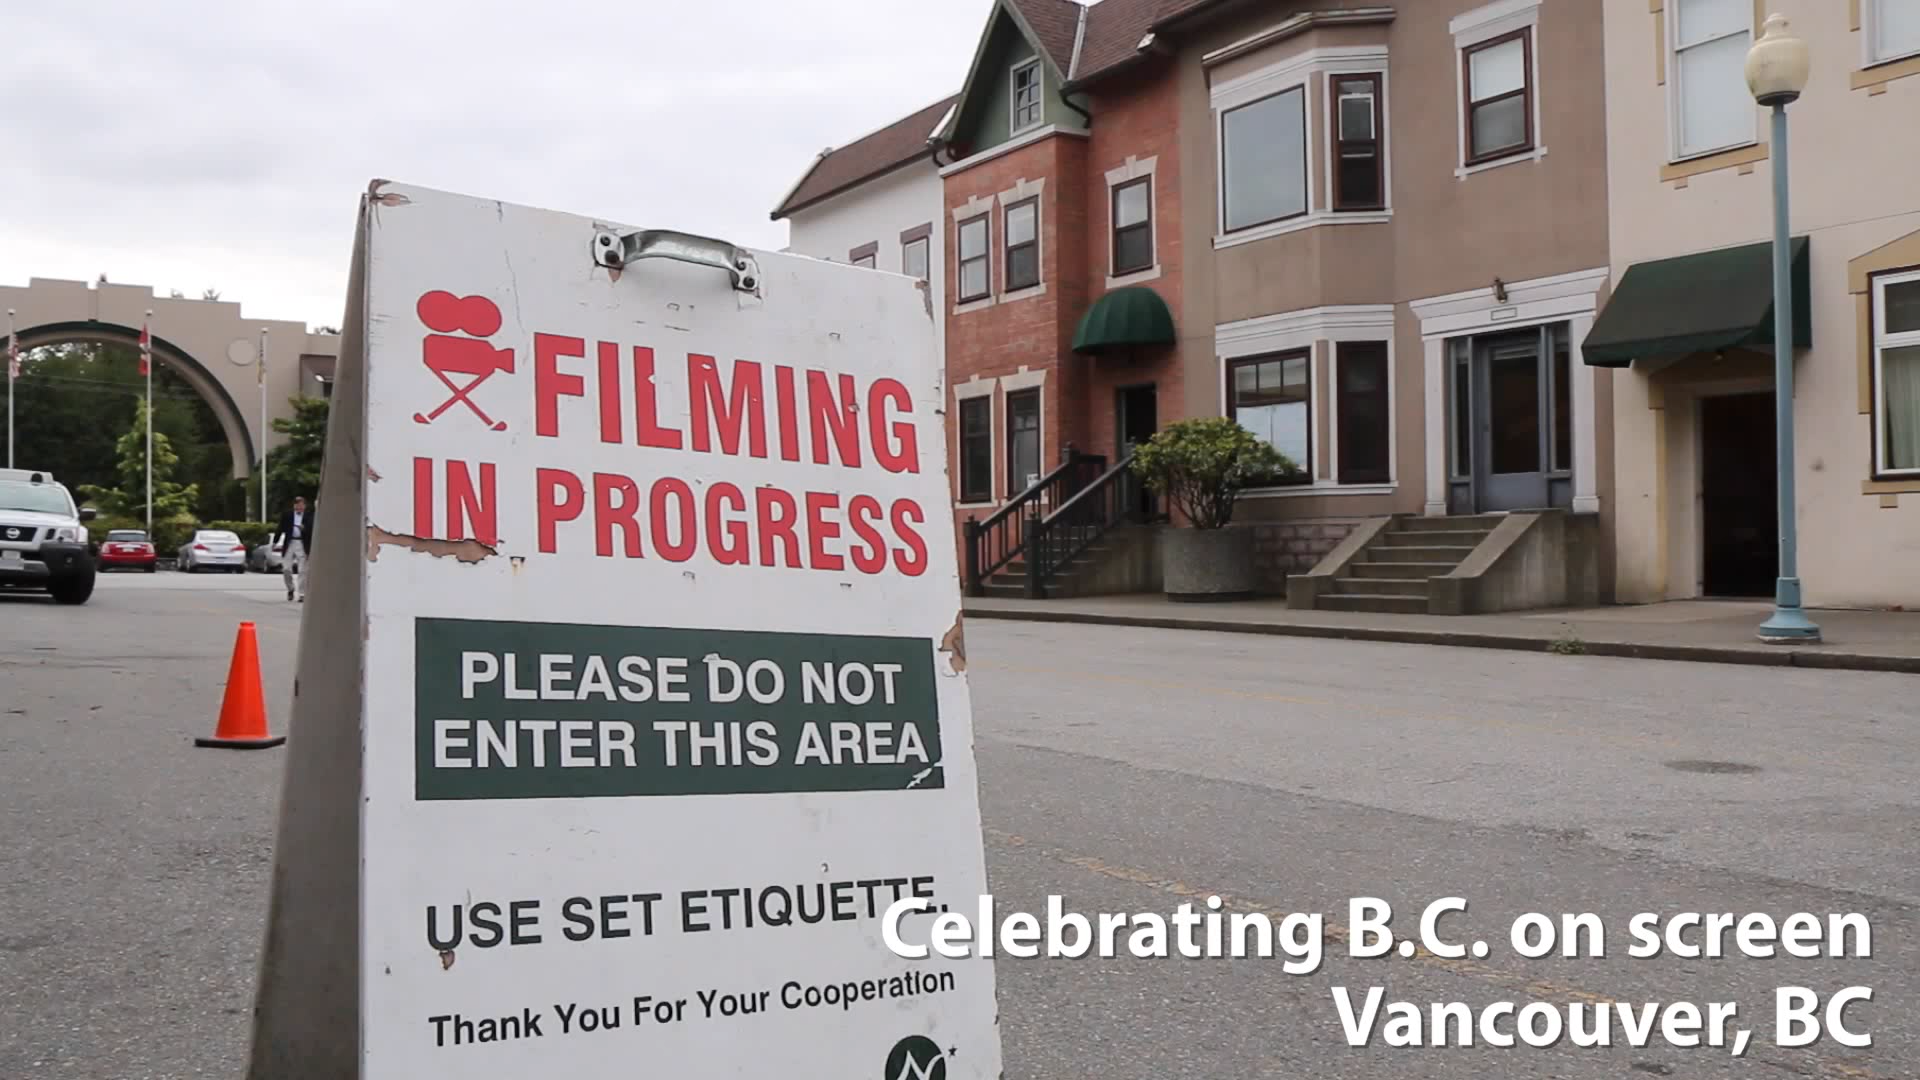 FILMING
IN PROGRESS
PLEASE DO NOT
ENTER THIS AREA
USE SET ETIQUETTE.
Thank You For Your Cooperation
Celebrating B.C. on screen
Vancouver, BC